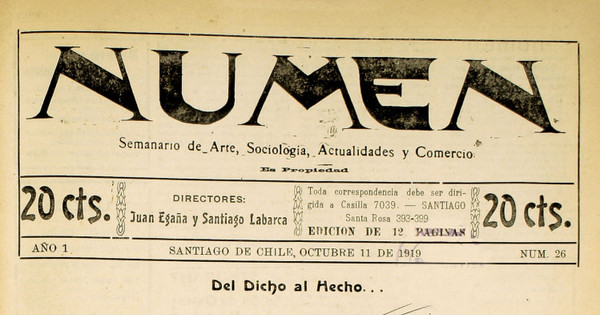 NUMEN
Semanario de Arte, Sociología, Actualidades y Comercio
Es Propiedad
20 cts.
DIRECTORES:
Juan Egaña y Santiago Labarca
Toda correspondencia debe ser diri-
gida a Casilla 7039. — SANTIAGO
Santa Rosa 393-399
EDICION DE 12 PAGINAS
20 cts.
AÑO 1 SANTIAGO DE CHILE, OCTUBRE 11 DE 1919 NUM. 26
Del Dicho al Hecho...